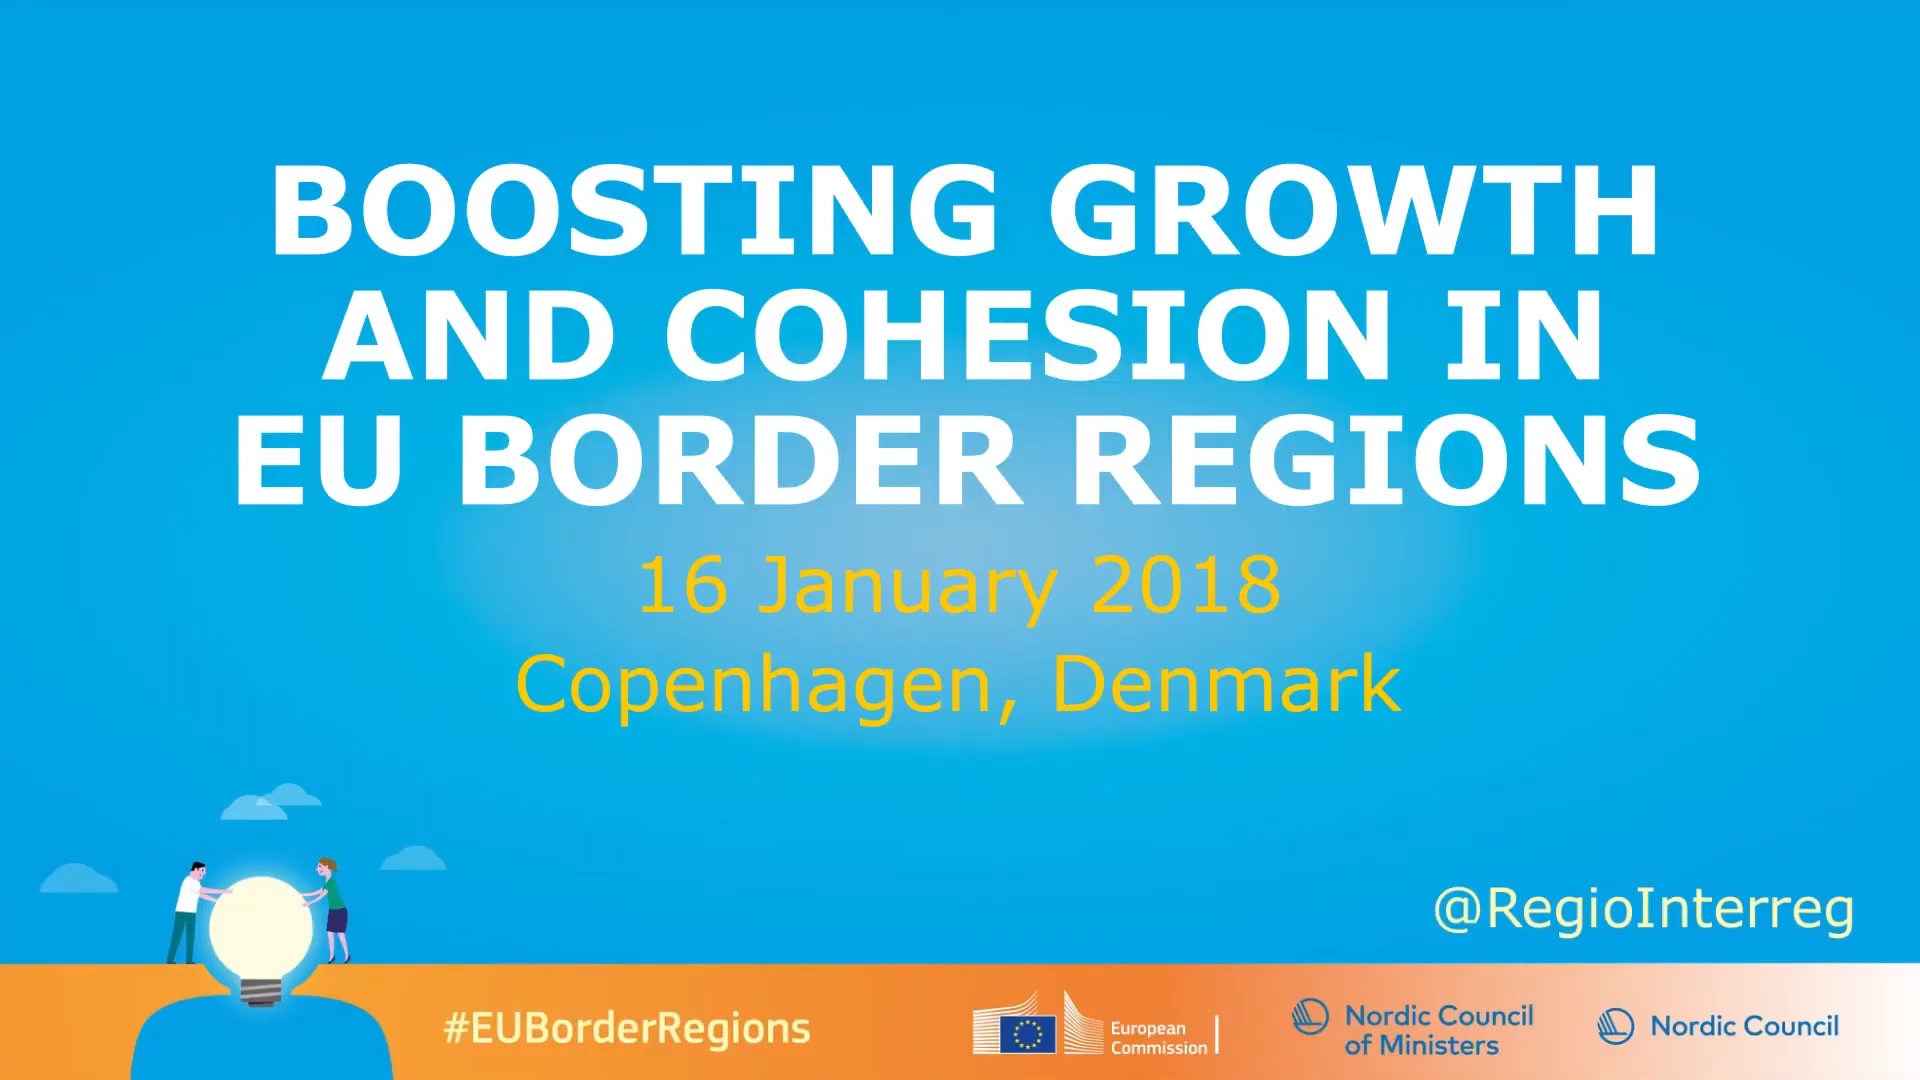 BOOSTING GROWTH
AND COHESION IN
EU BORDER REGIONS
16 January 2018
Copenhagen, Denmark
@RegioInterreg
#EUBorderRegions
European
Commission
Nordic Council
of Ministers
Nordic Council